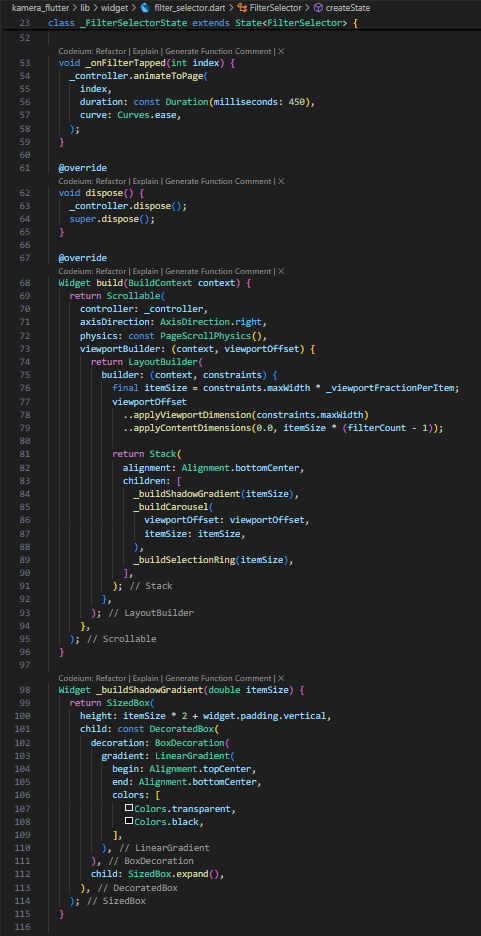 kamera_flutter > lib > widget > filter_selector.dart > FilterSelector > createState
23 class _FilterSelectorState extends State<FilterSelector> {
52
Codeium: Refactor | Explain | Generate Function Comment | ×
53 void _onFilterTapped(int index) {
54 _controller.animateToPage(
55 index,
56 duration: const Duration(milliseconds: 450),
57 curve: Curves.ease,
58 );
59 }
60
61 @override
Codeium: Refactor | Explain | Generate Function Comment | ×
62 void dispose() {
63 _controller.dispose();
64 super.dispose();
65 }
66
67 @override
Codeium: Refactor | Explain | Generate Function Comment | ×
68 Widget build(BuildContext context) {
69 return Scrollable(
70 controller: _controller,
71 axisDirection: AxisDirection.right,
72 physics: const PageScrollPhysics(),
73 viewportBuilder: (context, viewportOffset) {
74 return LayoutBuilder(
75 builder: (context, constraints) {
76 final itemSize = constraints.maxWidth * _viewportFractionPerItem;
77 viewportOffset
78 ..applyViewportDimension(constraints.maxWidth)
79 ..applyContentDimensions(0.0, itemSize * (filterCount - 1));
80
81 return Stack(
82 alignment: Alignment.bottomCenter,
83 children: [
84 _buildShadowGradient(itemSize),
85 _buildCarousel(
86 viewportOffset: viewportOffset,
87 itemSize: itemSize,
88 ),
89 _buildSelectionRing(itemSize),
90 ],
91 ); // Stack
92 },
93 ); // LayoutBuilder
94 },
95 ); // Scrollable
96 }
97
Codeium: Refactor | Explain | Generate Function Comment | ×
98 Widget _buildShadowGradient(double itemSize) {
99 return SizedBox(
100 height: itemSize * 2 + widget.padding.vertical,
101 child: const DecoratedBox(
102 decoration: BoxDecoration(
103 gradient: LinearGradient(
104 begin: Alignment.topCenter,
105 end: Alignment.bottomCenter,
106 colors: [
107 Colors.transparent,
108 Colors.black,
109 ],
110 ), // LinearGradient
111 ), // BoxDecoration
112 child: SizedBox.expand(),
113 ), // DecoratedBox
114 ); // SizedBox
115 }
116